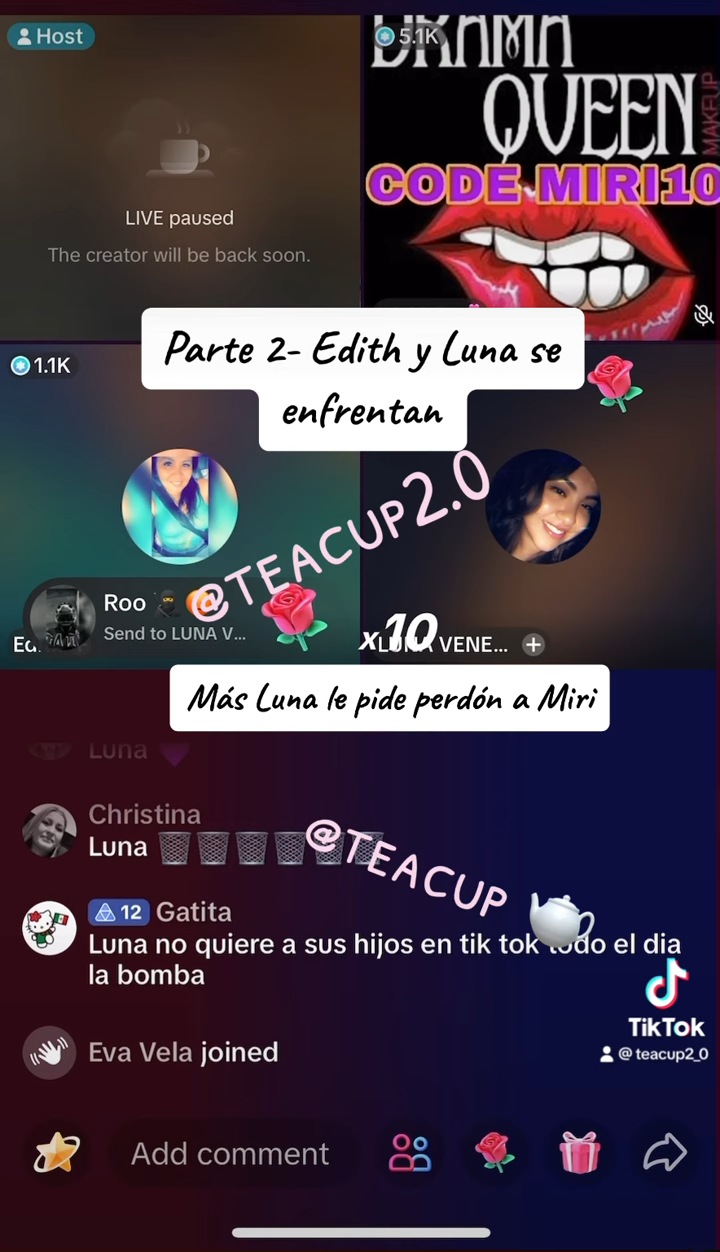 Host
5.1K
DRAMA
QUEEN
MAKEUP
CODE MIRI10
LIVE paused
The creator will be back soon.
Parte 2- Edith y Luna se
enfrentan
1.1K
@TEACUP2.0
Roo
Send to LUNA V...
x10
LUNA VENE...
Más Luna le pide perdón a Miri
Luna
Christina
Luna
@TEACUP
12 Gatita
Luna no quiere a sus hijos en tik tok todo el dia
la bomba
TikTok
@teacup2_0
Eva Vela joined
Add comment